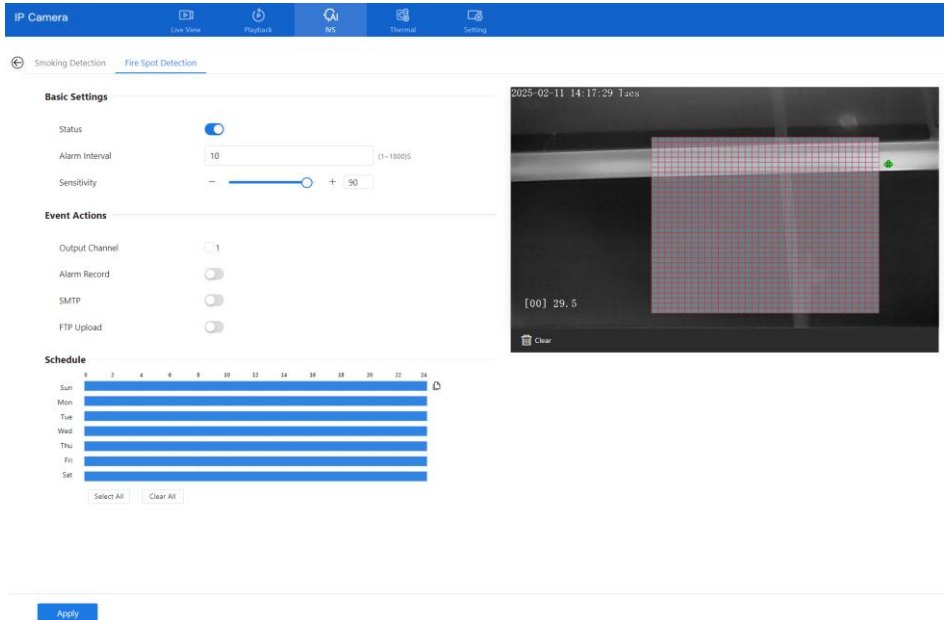 IP Camera
Live View Playback IVS Thermal Setting
Smoking Detection Fire Spot Detection
Basic Settings
Status
Alarm Interval 10 (1~1800)S
Sensitivity − + 90
Event Actions
Output Channel 1
Alarm Record
SMTP
FTP Upload
Schedule
0 2 4 6 8 10 12 14 16 18 20 22 24
Sun
Mon
Tue
Wed
Thu
Fri
Sat
Select All Clear All
2025-02-11 14:17:29 Tues
[00] 29.5
Clear
Apply